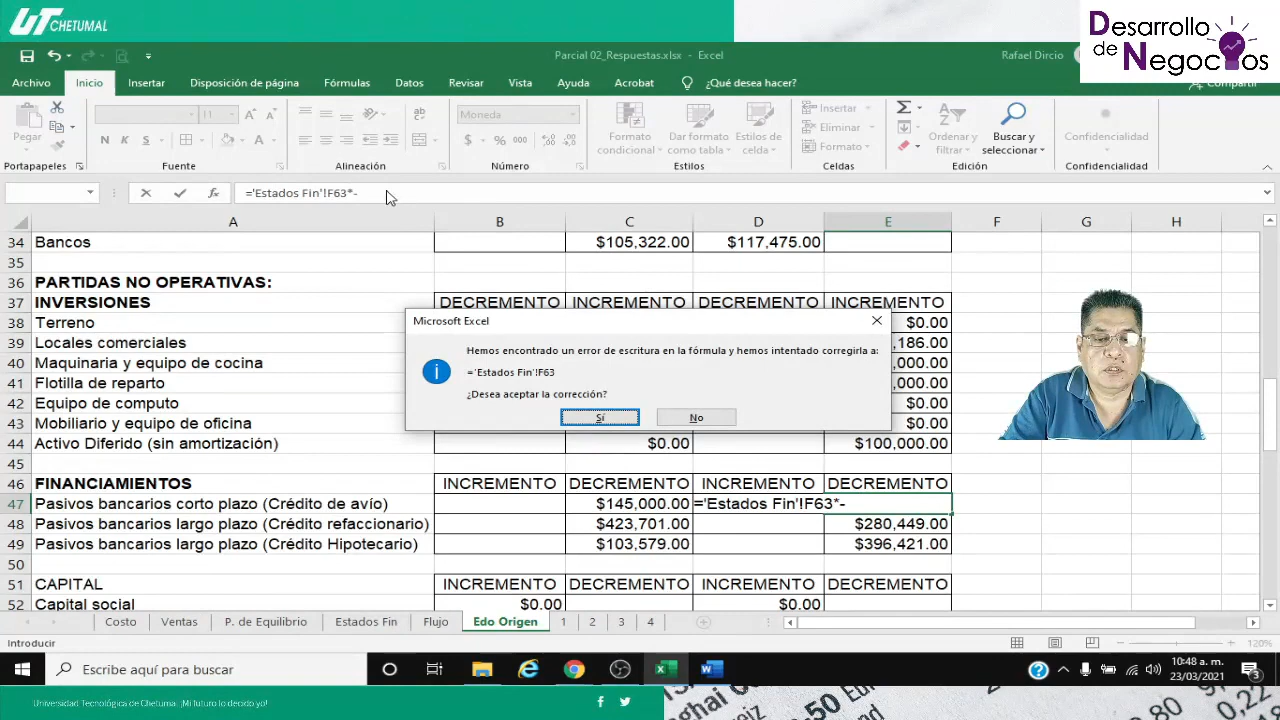 UT
CHETUMAL
Desarrollo
de
Negocios
Parcial 02_Respuestas.xlsx - Excel
Rafael Dircio
Archivo Inicio Insertar Disposición de página Fórmulas Datos Revisar Vista Ayuda Acrobat ¿Qué desea hacer? Compartir
11 Moneda Insertar
Eliminar
Formato
Pegar N K S Formato condicional Dar formato como tabla Estilos de celda Ordenar y filtrar Buscar y seleccionar Confidencialidad
Portapapeles Fuente Alineación Número Estilos Celdas Edición Confidencialidad
='Estados Fin'!F63*-
A B C D E F G H
34 Bancos $105,322.00 $117,475.00
35
36 PARTIDAS NO OPERATIVAS:
37 INVERSIONES DECREMENTO INCREMENTO DECREMENTO INCREMENTO
38 Terreno $0.00
39 Locales comerciales ,186.00
40 Maquinaria y equipo de cocina ,000.00
41 Flotilla de reparto ,000.00
42 Equipo de computo $0.00
43 Mobiliario y equipo de oficina $0.00
44 Activo Diferido (sin amortización) $0.00 $100,000.00
45
46 FINANCIAMIENTOS INCREMENTO DECREMENTO INCREMENTO DECREMENTO
47 Pasivos bancarios corto plazo (Crédito de avío) $145,000.00 ='Estados Fin'!F63*-
48 Pasivos bancarios largo plazo (Crédito refaccionario) $423,701.00 $280,449.00
49 Pasivos bancarios largo plazo (Crédito Hipotecario) $103,579.00 $396,421.00
50
51 CAPITAL INCREMENTO DECREMENTO INCREMENTO DECREMENTO
52 Capital social $0.00 $0.00
Microsoft Excel
Hemos encontrado un error de escritura en la fórmula y hemos intentado corregirla a:
='Estados Fin'!F63
¿Desea aceptar la corrección?
Sí No
Costo Ventas P. de Equilibrio Estados Fin Flujo Edo Origen 1 2 3 4
Introducir 120%
Escribe aquí para buscar
10:48 a. m.
23/03/2021
3
Universidad Tecnológica de Chetumal. ¡Mi futuro lo decido yo!